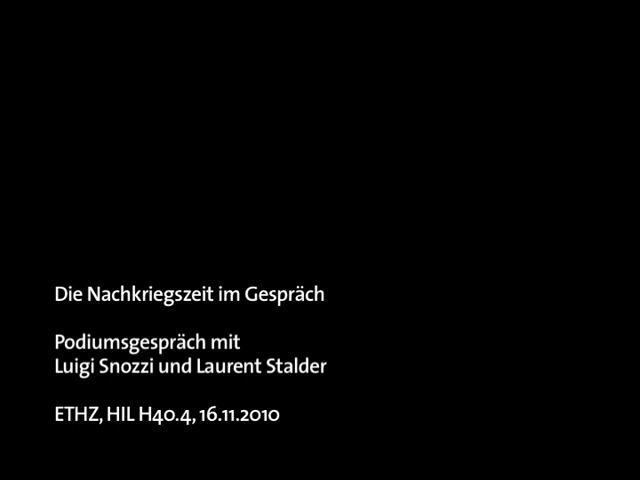 Die Nachkriegszeit im Gespräch
Podiumsgespräch mit
Luigi Snozzi und Laurent Stalder
ETHZ, HIL H40.4, 16.11.2010